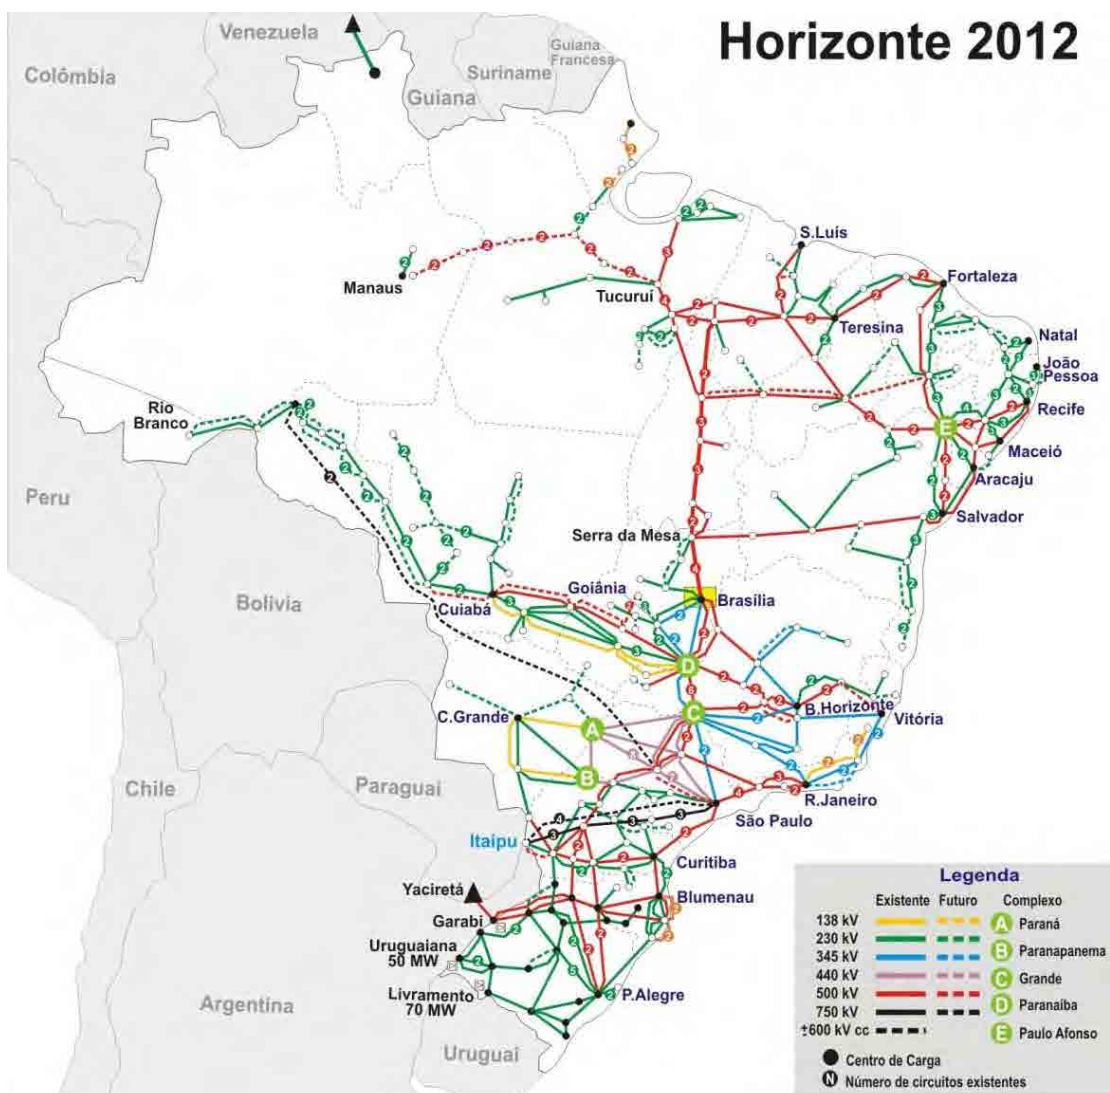 Horizonte 2012
Venezuela
Colômbia
Suriname
Guiana
Francesa
Guiana
S.Luís
Manaus
Tucuruí
Fortaleza
Teresina
Natal
João
Pessoa
Rio
Branco
Recife
E
Maceió
Aracaju
Peru
Salvador
Serra da Mesa
Bolivia
Goiânia
Brasília
Cuiabá
D
C.Grande
A
C
B.Horizonte
Vitória
B
Chile
Paraguai
R.Janeiro
São Paulo
Itaipu
Curitiba
Yaciretá
Blumenau
Garabi
Uruguaiana
50 MW
Livramento
70 MW
P.Alegre
Argentina
Uruguai
Legenda
Existente Futuro Complexo
138 kV A Paraná
230 kV
345 kV B Paranapanema
440 kV C Grande
500 kV D Paranaíba
750 kV
±600 kV cc E Paulo Afonso
Centro de Carga
N Número de circuitos existentes